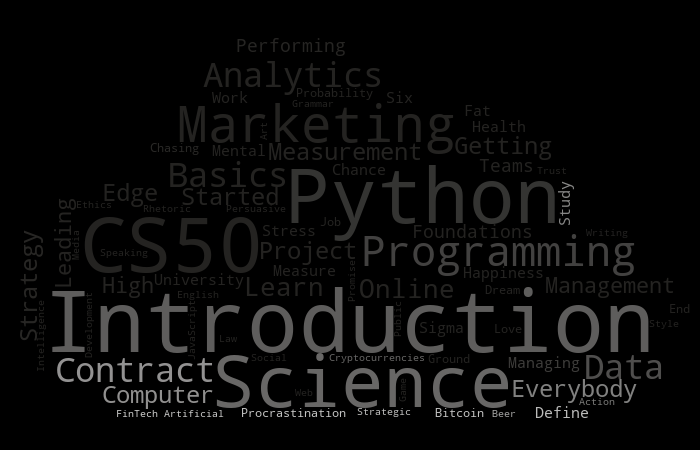 Performing
Analytics
Probability
Work
Grammar
Six
Marketing
Art
Fat
Health
Chasing
Mental
Measurement
Getting
Basics
Chance
Teams
Trust
Python
Edge
Started
Study
Ethics
Rhetoric
Persuasive
Leading
Media
CS50
Stress
Job
Foundations
Writing
Strategy
Speaking
Project
Programming
Measure
Happiness
High
University
Learn
Promises
Online
Dream
Management
English
Introduction
End
Style
Intelligence
Development
JavaScript
Law
Public
Sigma
Love
Social
Cryptocurrencies
Ground
Contract
Science
Managing
Data
Computer
Web
Game
Everybody
Action
FinTech
Artificial
Procrastination
Strategic
Bitcoin
Beer
Define